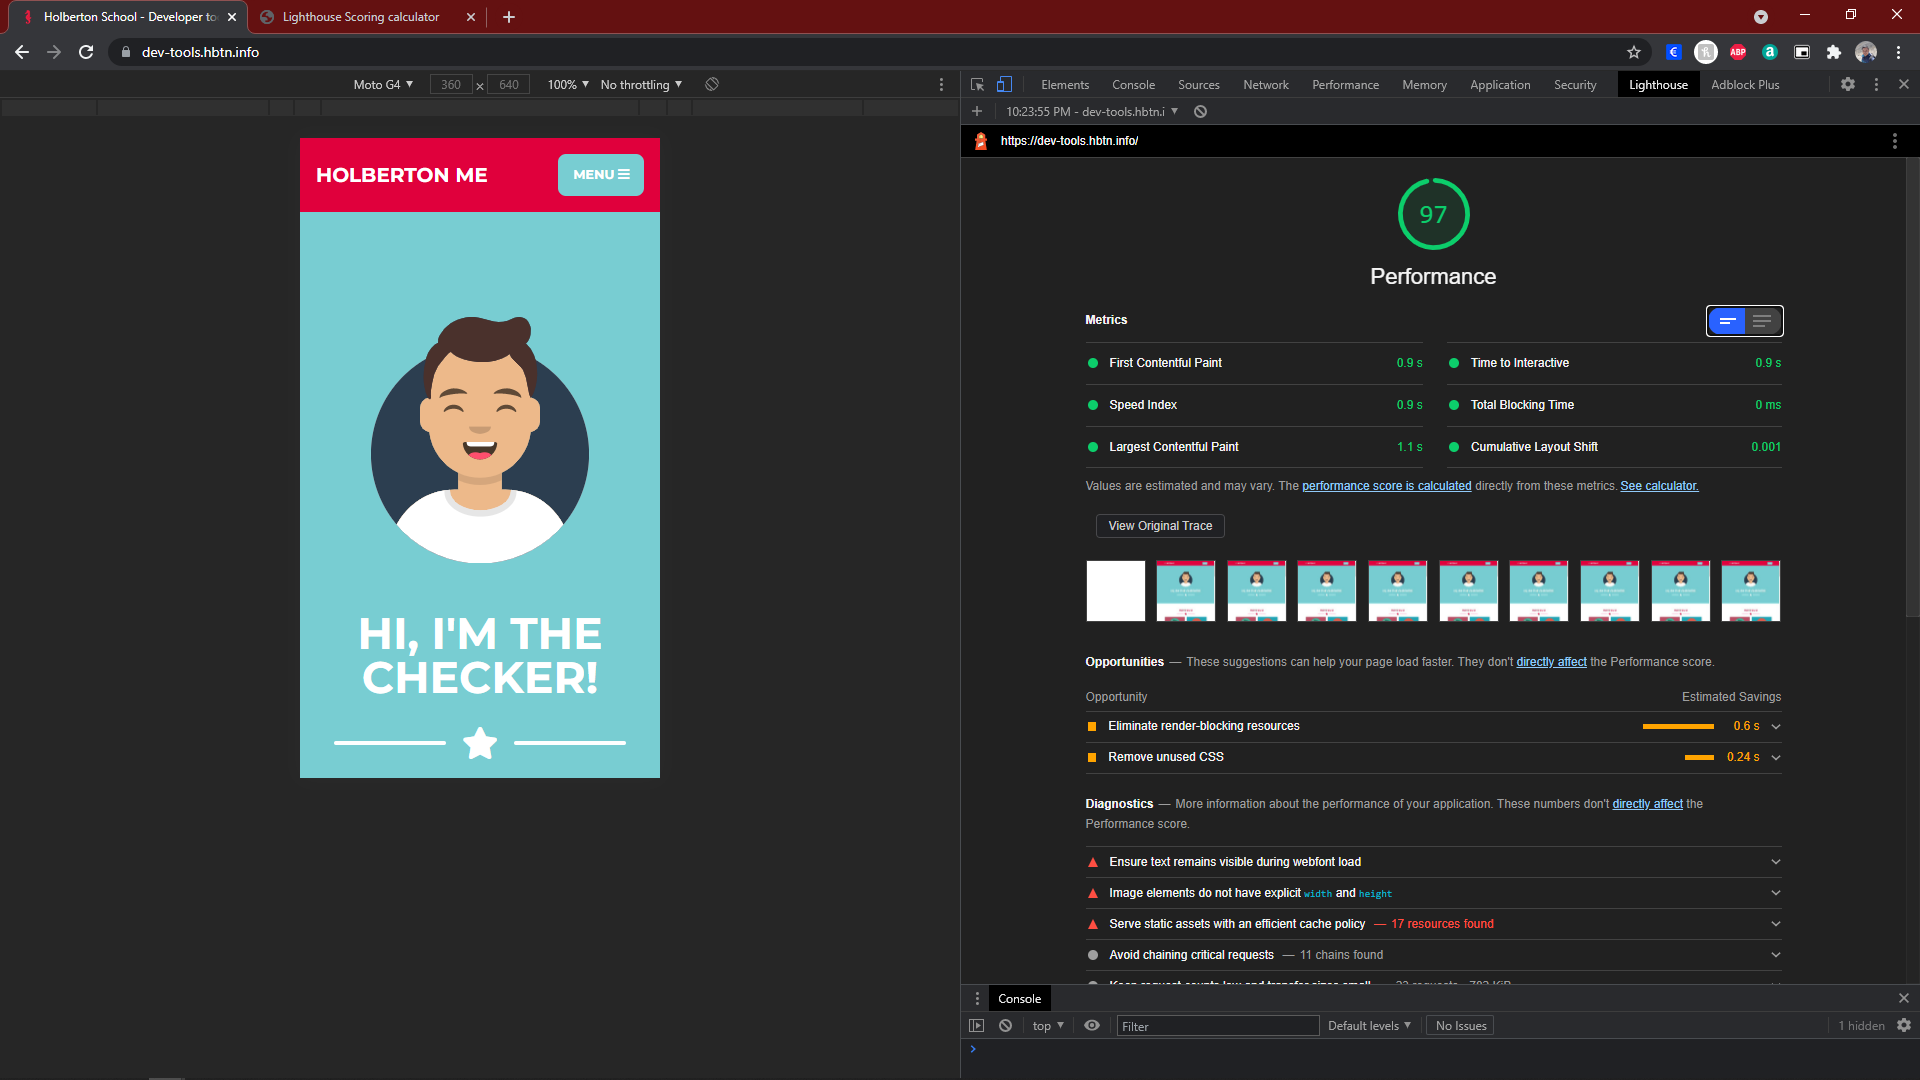 Holberton School - Developer to
Lighthouse Scoring calculator
dev-tools.hbtn.info
ABP
Moto G4
360 × 640
100%
No throttling
Elements
Console
Sources
Network
Performance
Memory
Application
Security
Lighthouse
Adblock Plus
10:23:55 PM - dev-tools.hbtn.i
https://dev-tools.hbtn.info/
HOLBERTON ME
MENU
HI, I'M THE
CHECKER!
97
Performance
Metrics
First Contentful Paint 0.9 s
Time to Interactive 0.9 s
Speed Index 0.9 s
Total Blocking Time 0 ms
Largest Contentful Paint 1.1 s
Cumulative Layout Shift 0.001
Values are estimated and may vary. The performance score is calculated directly from these metrics. See calculator.
View Original Trace
Opportunities — These suggestions can help your page load faster. They don't directly affect the Performance score.
Opportunity Estimated Savings
Eliminate render-blocking resources 0.6 s
Remove unused CSS 0.24 s
Diagnostics — More information about the performance of your application. These numbers don't directly affect the
Performance score.
Ensure text remains visible during webfont load
Image elements do not have explicit width and height
Serve static assets with an efficient cache policy — 17 resources found
Avoid chaining critical requests — 11 chains found
Console
top
Filter
Default levels
No Issues
1 hidden